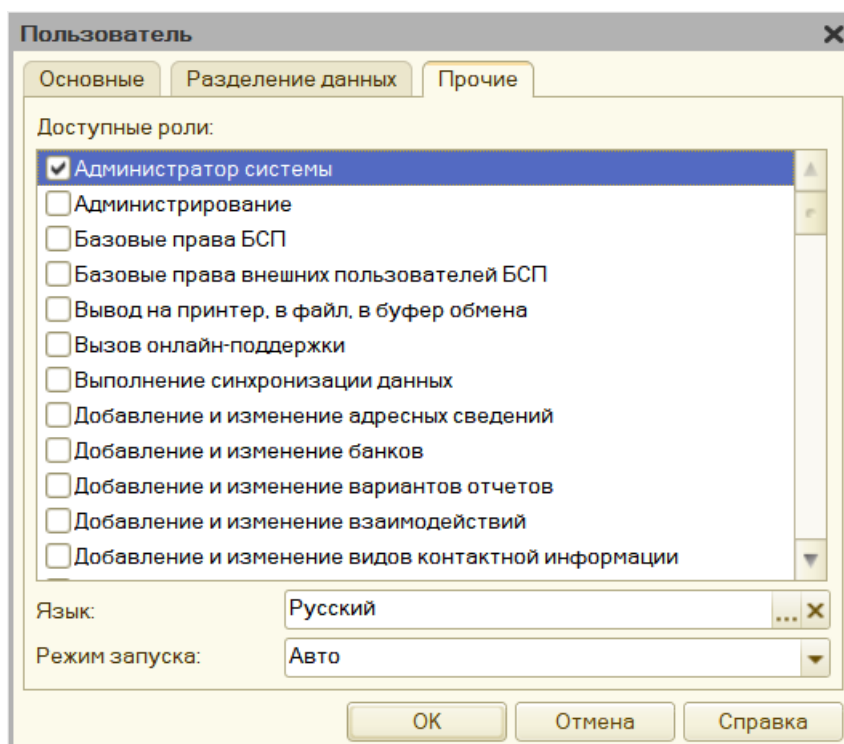 Пользователь
Основные Разделение данных Прочие
Доступные роли:
Администратор системы
Администрирование
Базовые права БСП
Базовые права внешних пользователей БСП
Вывод на принтер, в файл, в буфер обмена
Вызов онлайн-поддержки
Выполнение синхронизации данных
Добавление и изменение адресных сведений
Добавление и изменение банков
Добавление и изменение вариантов отчетов
Добавление и изменение взаимодействий
Добавление и изменение видов контактной информации
Язык: Русский ...
Режим запуска: Авто
ОК Отмена Справка